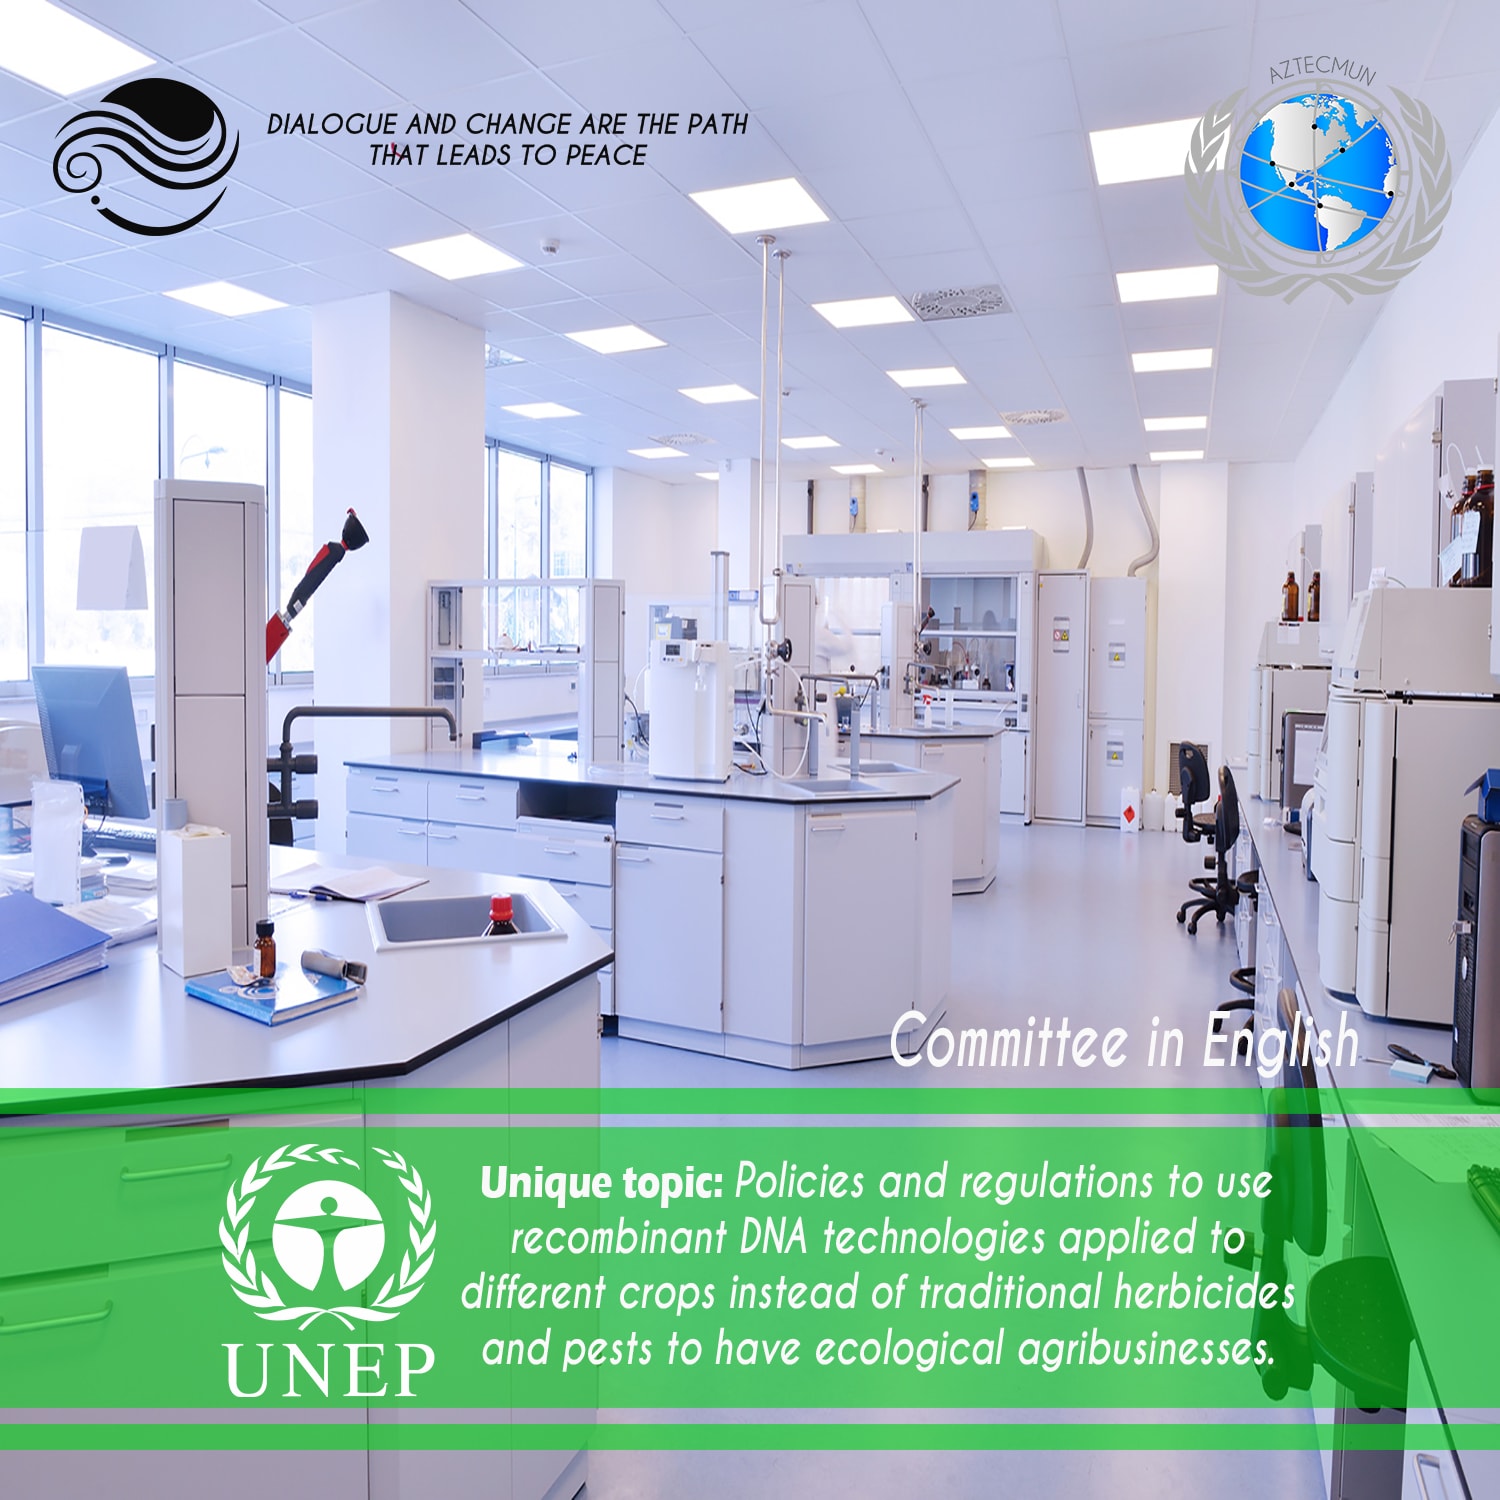 DIALOGUE AND CHANGE ARE THE PATH
THAT LEADS TO PEACE
AZTECMUN
Committee in English
Unique topic: Policies and regulations to use
recombinant DNA technologies applied to
different crops instead of traditional herbicides
and pests to have ecological agribusinesses.
UNEP